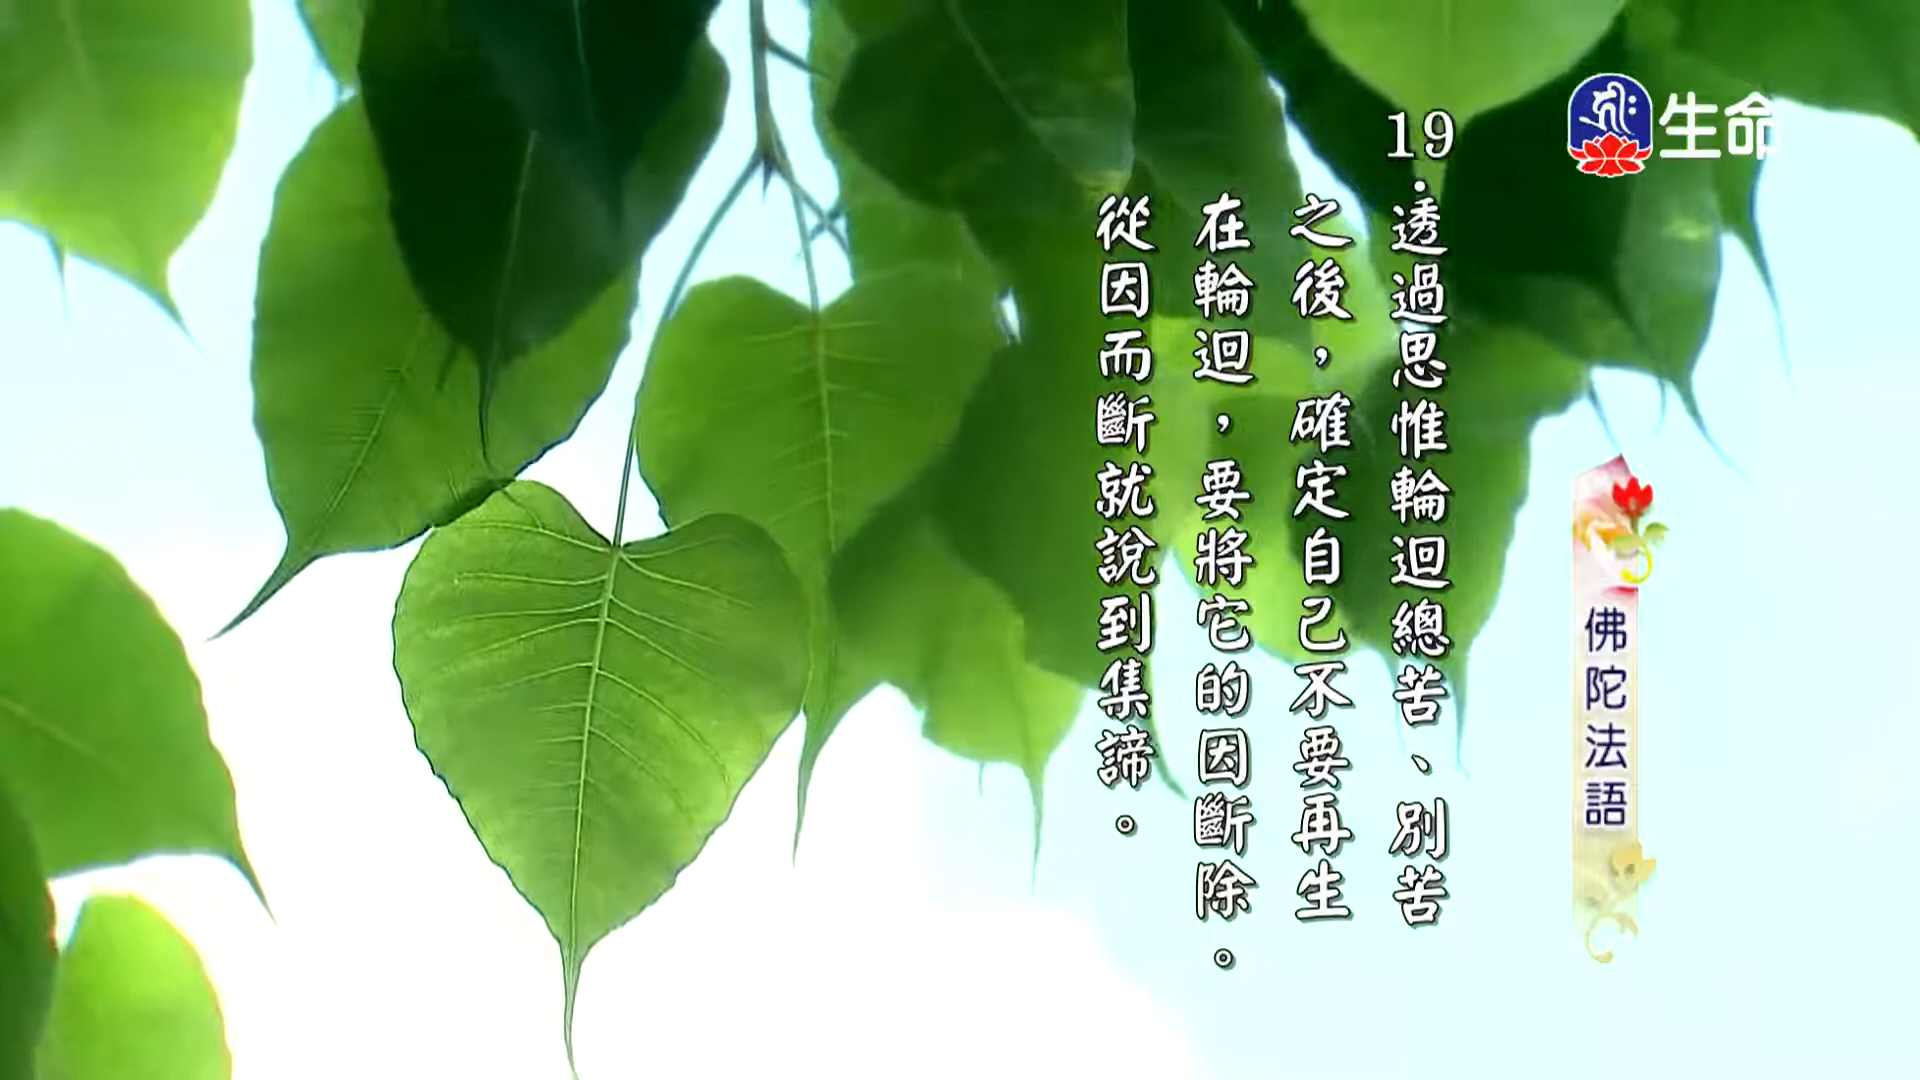 生命
19.透過思惟輪迴總苦、別苦
之後，確定自己不要再生
在輪迴，要將它的因斷除。
從因而斷就說到集諦。
佛陀法語